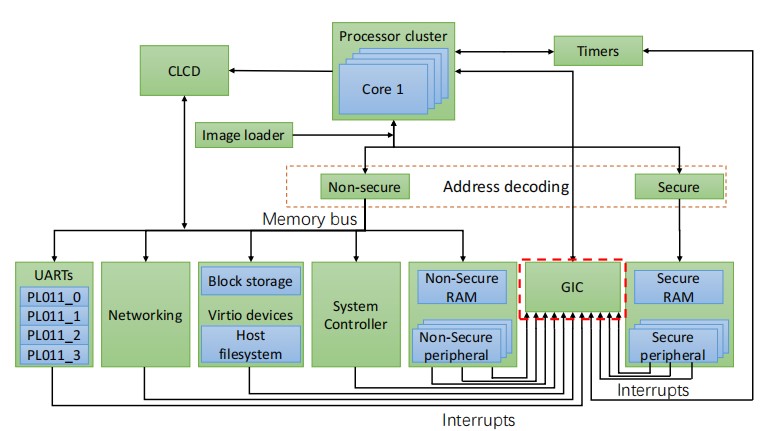 Processor cluster
Core 1
Timers
CLCD
Image loader
Non-secure
Address decoding
Secure
Memory bus
UARTs
PL011_0
PL011_1
PL011_2
PL011_3
Networking
Block storage
Virtio devices
Host
filesystem
System
Controller
Non-Secure
RAM
Non-Secure
peripheral
GIC
Secure
RAM
Secure
peripheral
Interrupts
Interrupts